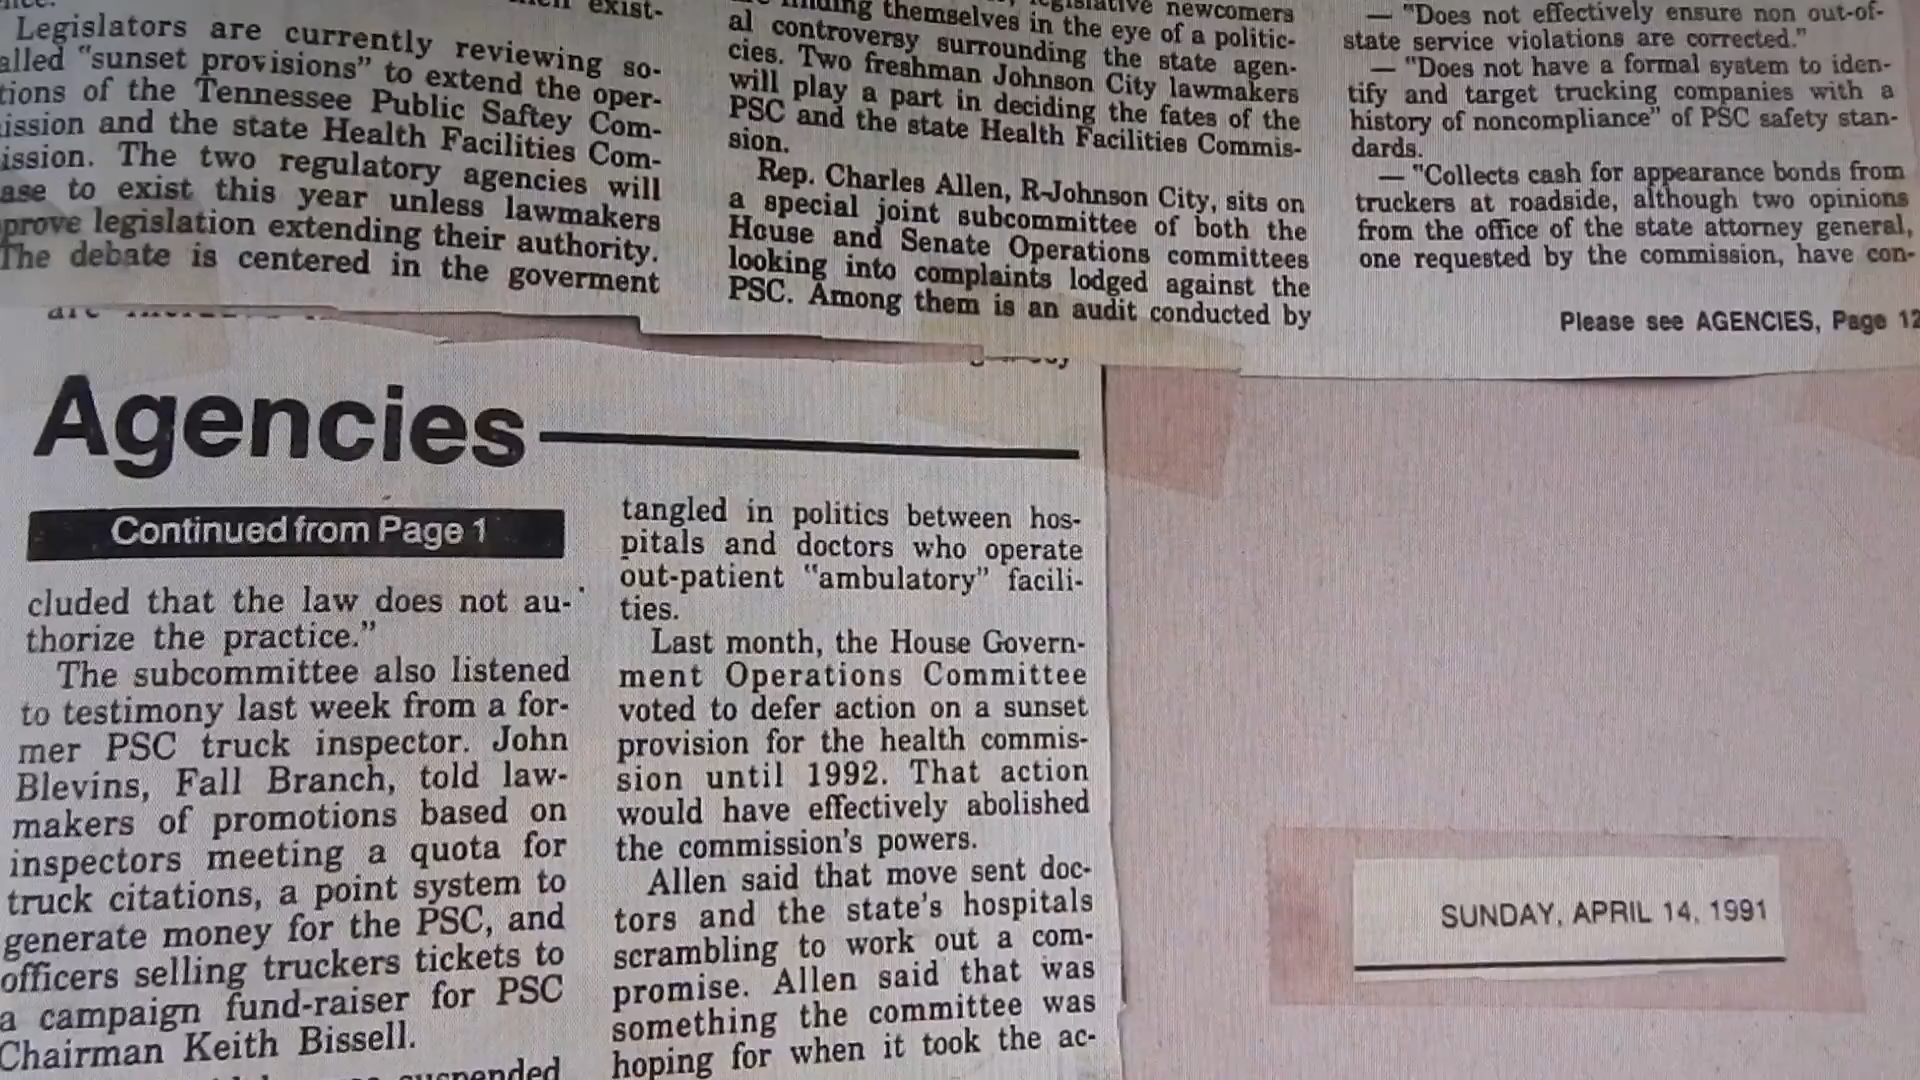 exist-
Legislators are currently reviewing so-
alled "sunset provisions" to extend the oper-
tions of the Tennessee Public Saftey Com-
ission and the state Health Facilities Com-
ission. The two regulatory agencies will
ase to exist this year unless lawmakers
prove legislation extending their authority.
The debate is centered in the goverment
newcomers
themselves in the eye of a politic-
al controversy surrounding the state agen-
cies. Two freshman Johnson City lawmakers
will play a part in deciding the fates of the
PSC and the state Health Facilities Commis-
sion.
Rep. Charles Allen, R-Johnson City, sits on
a special joint subcommittee of both the
House and Senate Operations committees
looking into complaints lodged against the
PSC. Among them is an audit conducted by
— "Does not effectively ensure non out-of-
state service violations are corrected."
— "Does not have a formal system to iden-
tify and target trucking companies with a
history of noncompliance" of PSC safety stan-
dards.
— "Collects cash for appearance bonds from
truckers at roadside, although two opinions
from the office of the state attorney general,
one requested by the commission, have con-
Please see AGENCIES, Page 12
Agencies
Continued from Page 1
cluded that the law does not au-
thorize the practice."
The subcommittee also listened
to testimony last week from a for-
mer PSC truck inspector. John
Blevins, Fall Branch, told law-
makers of promotions based on
inspectors meeting a quota for
truck citations, a point system to
generate money for the PSC, and
officers selling truckers tickets to
a campaign fund-raiser for PSC
Chairman Keith Bissell.
suspended
tangled in politics between hos-
pitals and doctors who operate
out-patient "ambulatory" facili-
ties.
Last month, the House Govern-
ment Operations Committee
voted to defer action on a sunset
provision for the health commis-
sion until 1992. That action
would have effectively abolished
the commission's powers.
Allen said that move sent doc-
tors and the state's hospitals
scrambling to work out a com-
promise. Allen said that was
something the committee was
hoping for when it took the ac-
SUNDAY, APRIL 14, 1991